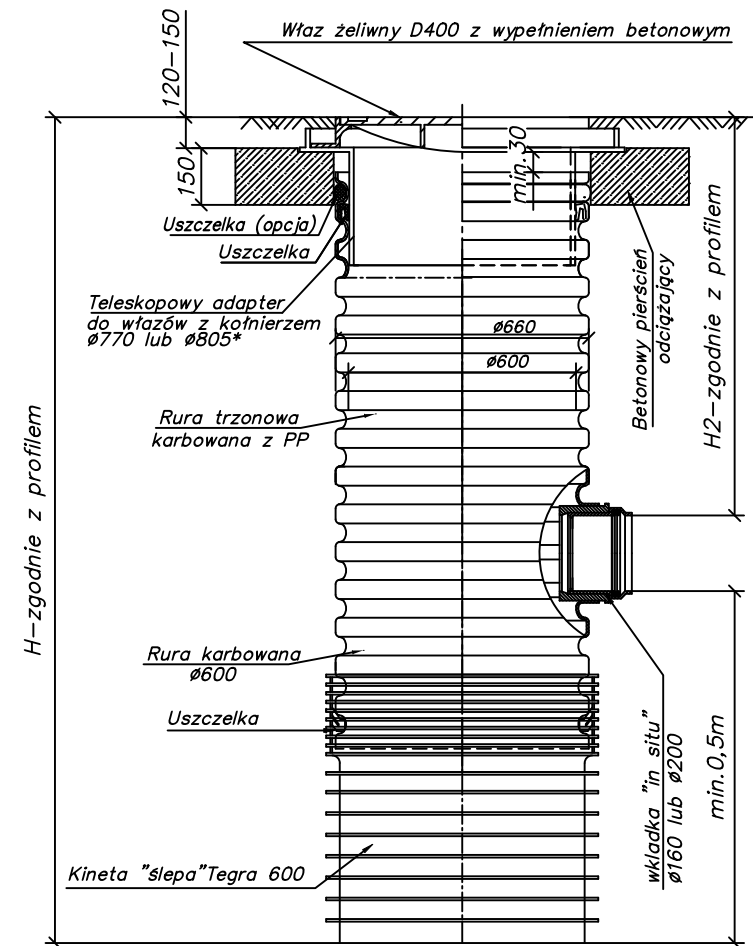 Właz żeliwny D400 z wypełnieniem betonowym
120-150
150
min.30
Uszczelka (opcja)
Uszczelka
Teleskopowy adapter
do włazów z kołnierzem
ø770 lub ø805*
ø660
ø600
Betonowy pierścień
odciążający
H2-zgodnie z profilem
Rura trzonowa
karbowana z PP
H-zgodnie z profilem
Rura karbowana
ø600
Uszczelka
wkladka "in situ"
ø160 lub ø200
min.0,5m
Kineta "ślepa"Tegra 600